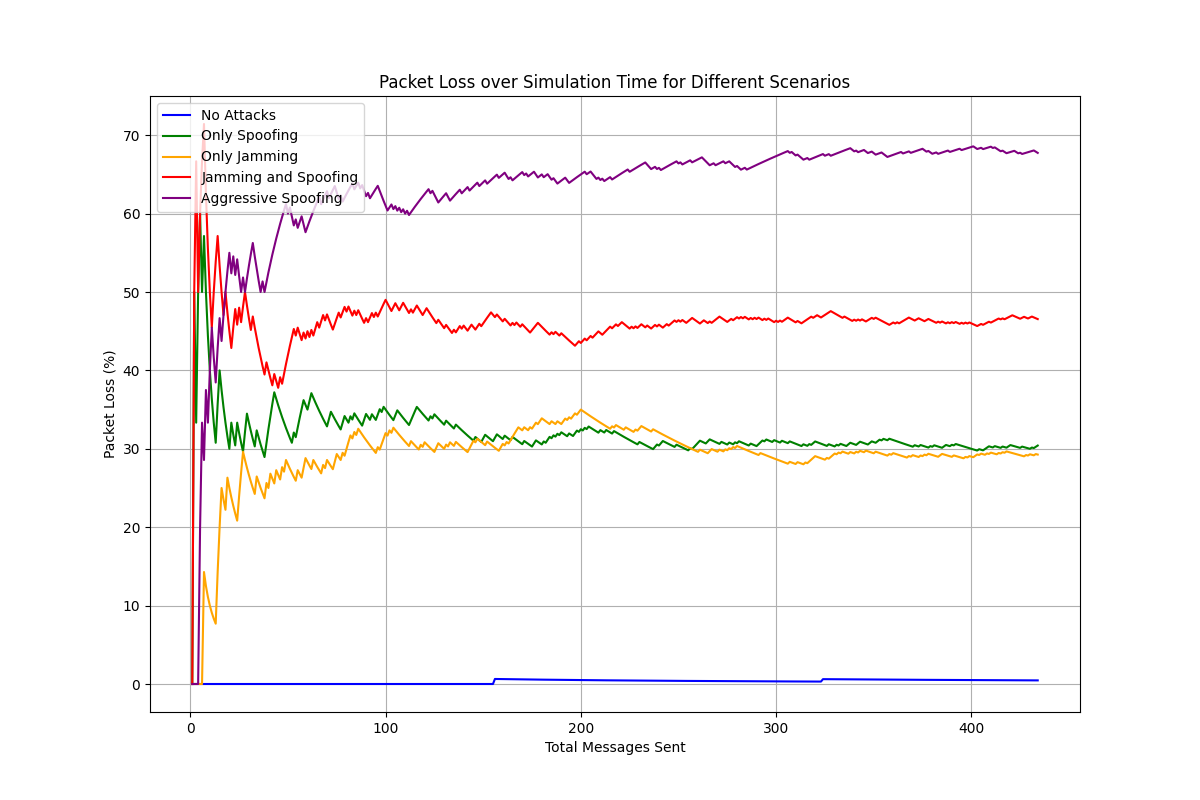 Packet Loss over Simulation Time for Different Scenarios
No Attacks
Only Spoofing
Only Jamming
Jamming and Spoofing
Aggressive Spoofing
Packet Loss (%)
70
60
50
40
30
20
10
0
0 100 200 300 400
Total Messages Sent